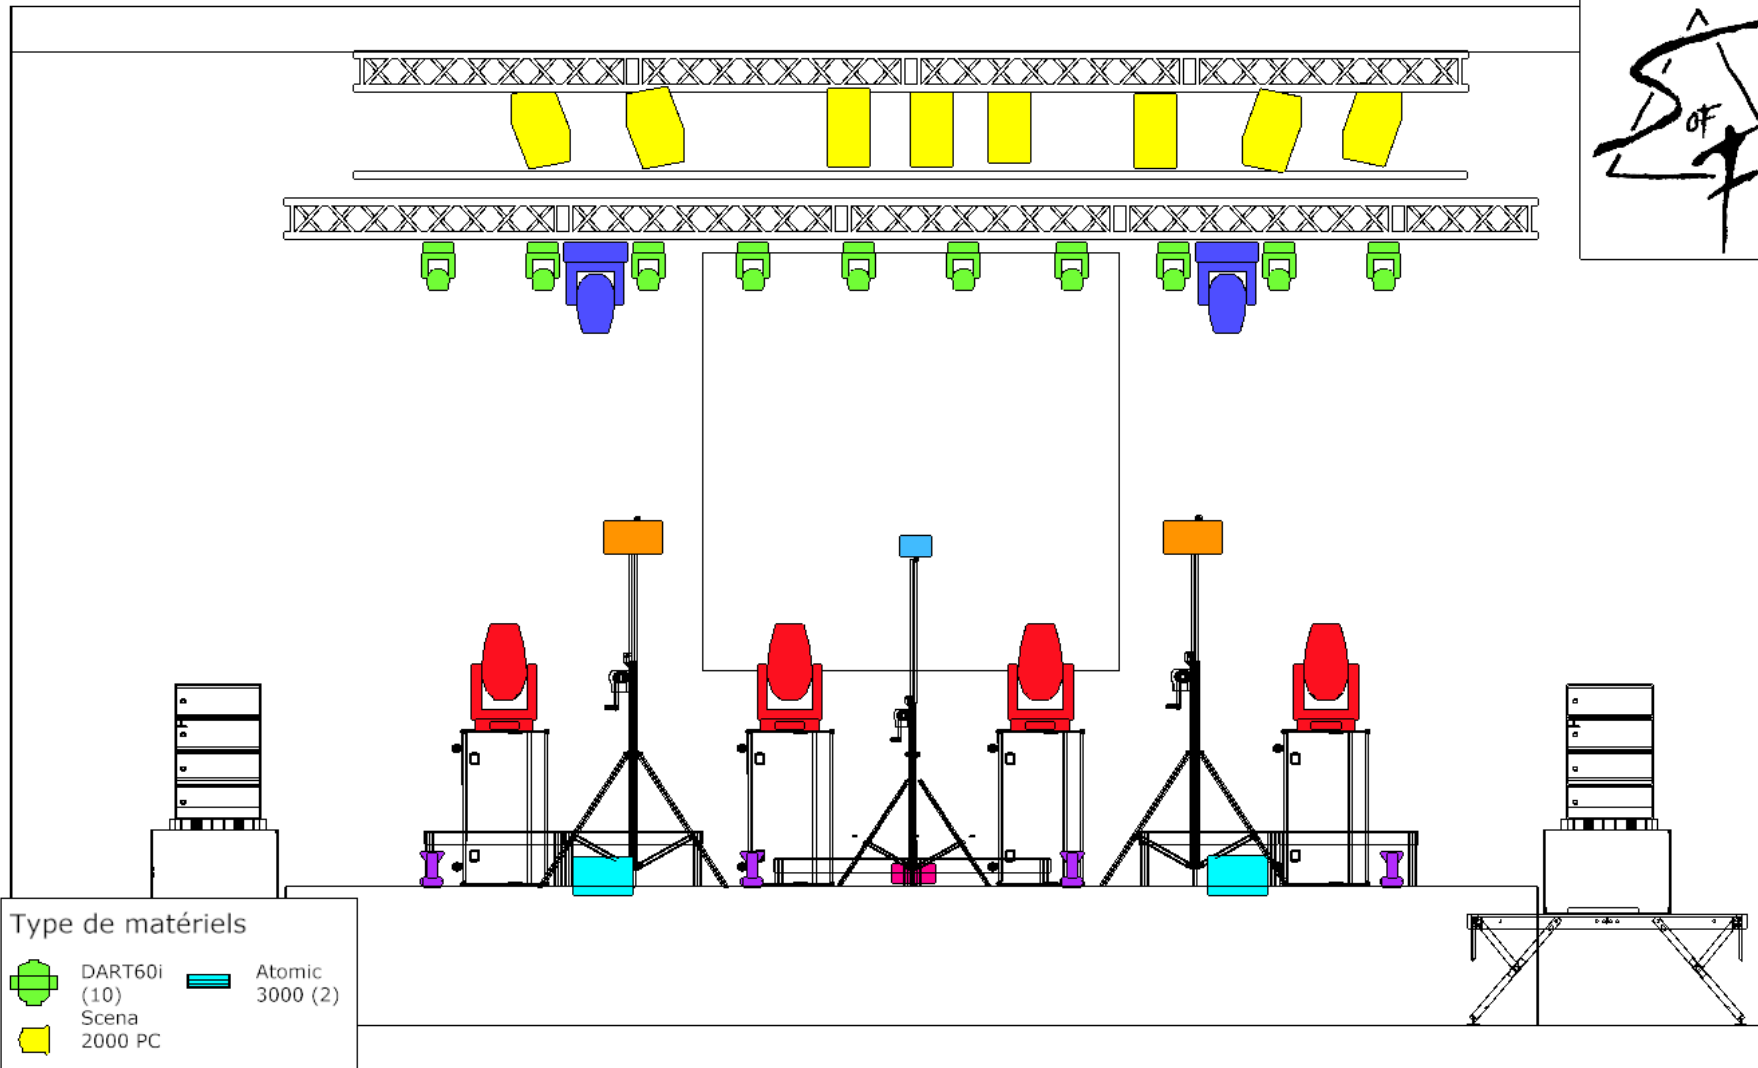 OF
Type de matériels
DART60i
(10)
Atomic
3000 (2)
Scena
2000 PC